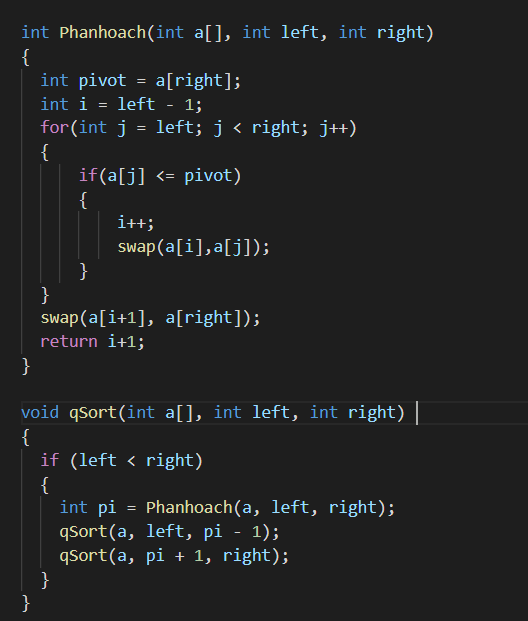 int Phanhoach(int a[], int left, int right)
{
int pivot = a[right];
int i = left - 1;
for(int j = left; j < right; j++)
{
if(a[j] <= pivot)
{
i++;
swap(a[i],a[j]);
}
}
swap(a[i+1], a[right]);
return i+1;
}
void qSort(int a[], int left, int right)
{
if (left < right)
{
int pi = Phanhoach(a, left, right);
qSort(a, left, pi - 1);
qSort(a, pi + 1, right);
}
}